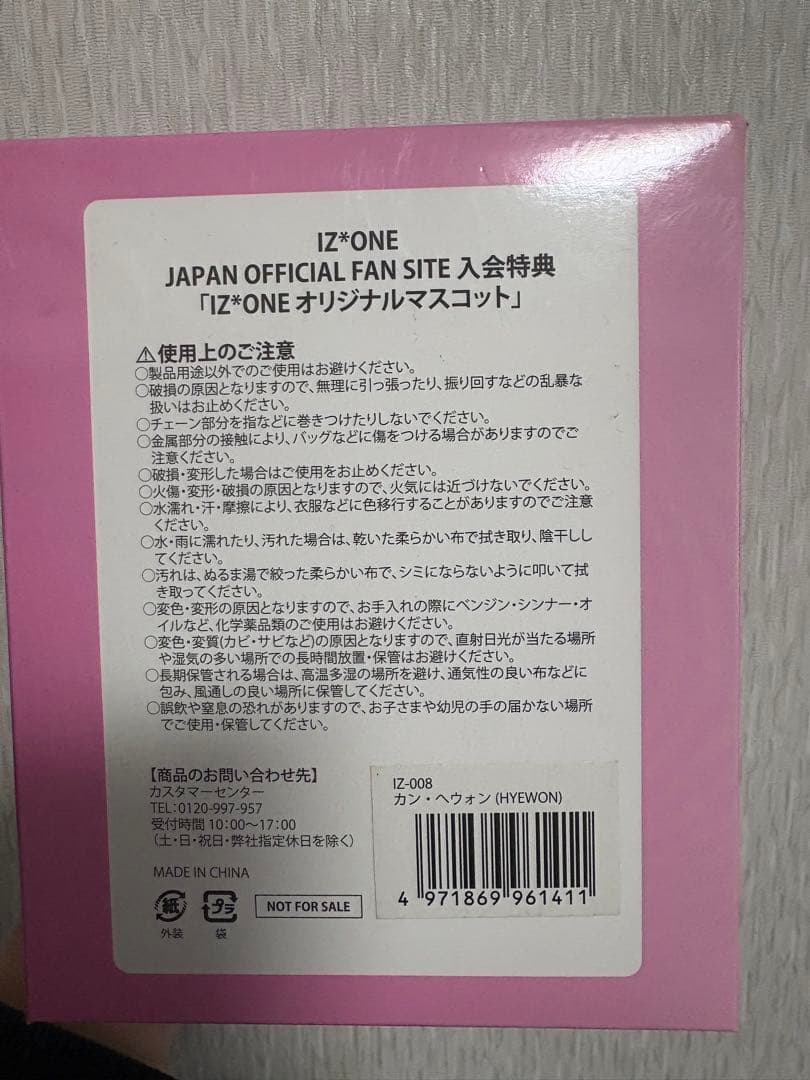 IZ*ONE
JAPAN OFFICIAL FAN SITE 入会特典
「IZ*ONE オリジナルマスコット」
⚠使用上のご注意
○製品用途以外でのご使用はお避けください。
○破損の原因となりますので、無理に引っ張ったり、振り回すなどの乱暴な
扱いはお止めください。
○チェーン部分を指などに巻きつけたりしないでください。
○金属部分の接触により、バッグなどに傷をつける場合がありますのでご
注意ください。
○破損・変形した場合はご使用をお止めください。
○火傷・変形・破損の原因となりますので、火気には近づけないでください。
○水濡れ・汗・摩擦により、衣服などに色移行することがありますのでご注意
ください。
○水・雨に濡れたり、汚れた場合は、乾いた柔らかい布で拭き取り、陰干しし
てください。
○汚れは、ぬるま湯で絞った柔らかい布で、シミにならないように叩いて拭
き取ってください。
○変色・変形の原因となりますので、お手入れの際にベンジン・シンナー・オ
イルなど、化学薬品類のご使用はお避けください。
○変色・変質(カビ・サビなど)の原因となりますので、直射日光が当たる場所
や湿気の多い場所での長時間放置・保管はお避けください。
○長期保管される場合は、高温多湿の場所を避け、通気性の良い布などに
包み、風通しの良い場所に保管してください。
○誤飲や窒息の恐れがありますので、お子さまや幼児の手の届かない場所
でご使用・保管してください。
【商品のお問い合わせ先】
カスタマーセンター
TEL:0120-997-957
受付時間 10:00～17:00
(土・日・祝日・弊社指定休日を除く)
MADE IN CHINA
紙
外装
プラ
袋
NOT FOR SALE
IZ-008
カン・ヘウォン (HYEWON)
4 971869 961411